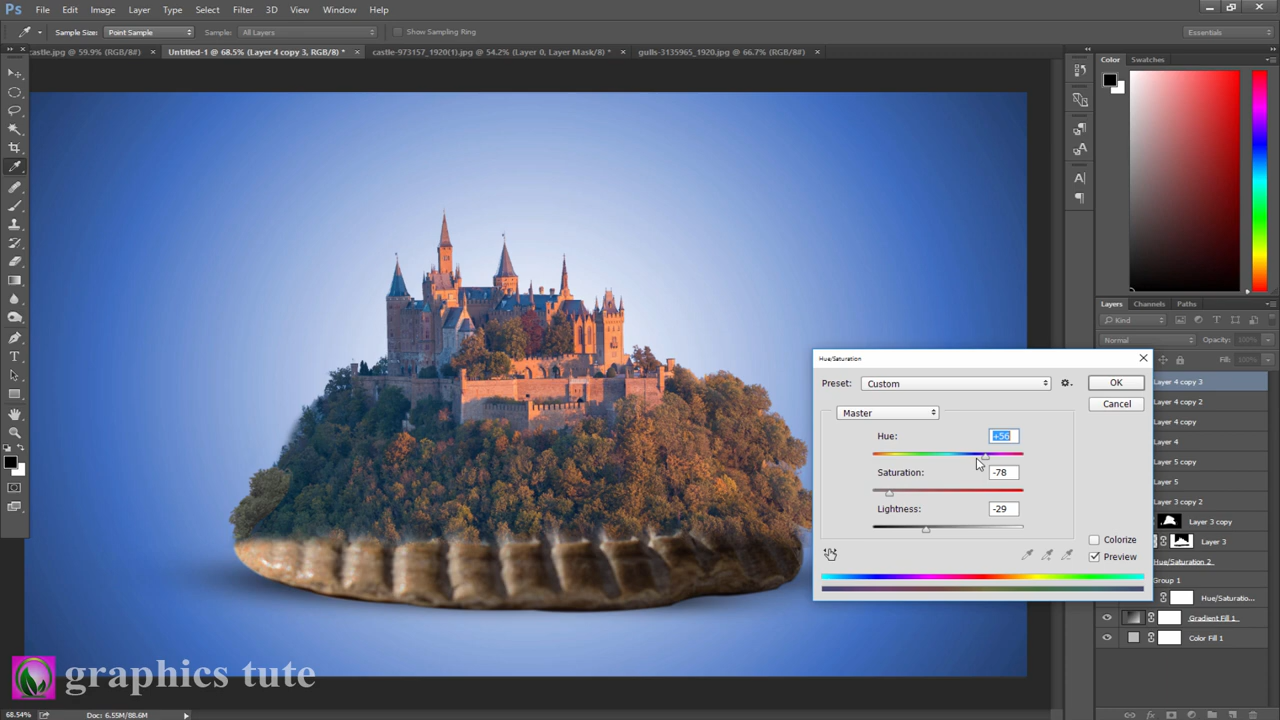 Ps File Edit Image Layer Type Select Filter 3D View Window Help
Sample Size: Point Sample Sample: All Layers Show Sampling Ring Essentials
castle.jpg @ 59.9% (RGB/8#) Untitled-1 @ 68.5% (Layer 4 copy 3, RGB/8) * castle-973157_1920(1).jpg @ 54.2% (Layer 0, Layer Mask/8) * gulls-3135965_1920.jpg @ 66.7% (RGB/8#)
Color Swatches
Layers Channels Paths
Kind
Normal Opacity: 100%
Fill: 100%
Layer 4 copy 3
Layer 4 copy 2
Layer 4 copy
Layer 4
Layer 5 copy
Layer 5
Layer 3 copy 2
Layer 3 copy
Layer 3
Hue/Saturation 2
Group 1
Hue/Saturatio...
Gradient Fill 1
Color Fill 1
Hue/Saturation
Preset: Custom OK
Cancel
Master
Hue: +56
Saturation: -78
Lightness: -29
Colorize
Preview
graphics tute
68.54% Doc: 6.55M/88.6M